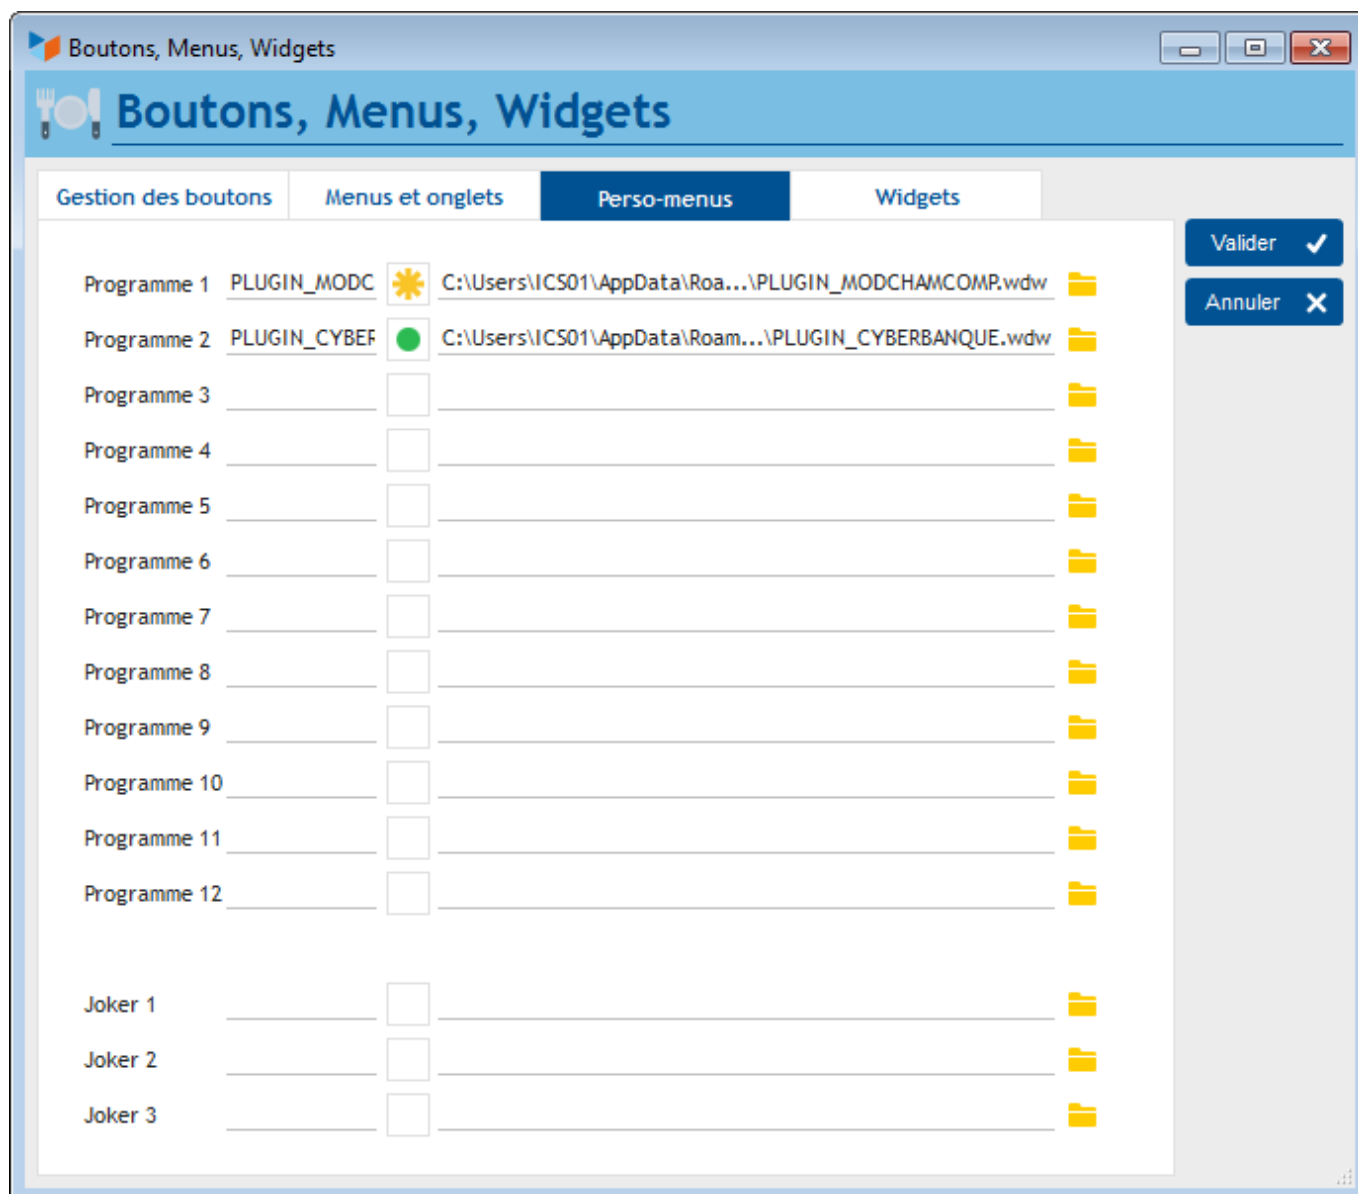 Boutons, Menus, Widgets
Boutons, Menus, Widgets
Gestion des boutons Menus et onglets Perso-menus Widgets
Valider
Annuler
Programme 1 PLUGIN_MODC C:\Users\ICS01\AppData\Roa...\PLUGIN_MODCHAMCOMP.wdw
Programme 2 PLUGIN_CYBER C:\Users\ICS01\AppData\Roam...\PLUGIN_CYBERBANQUE.wdw
Programme 3
Programme 4
Programme 5
Programme 6
Programme 7
Programme 8
Programme 9
Programme 10
Programme 11
Programme 12
Joker 1
Joker 2
Joker 3